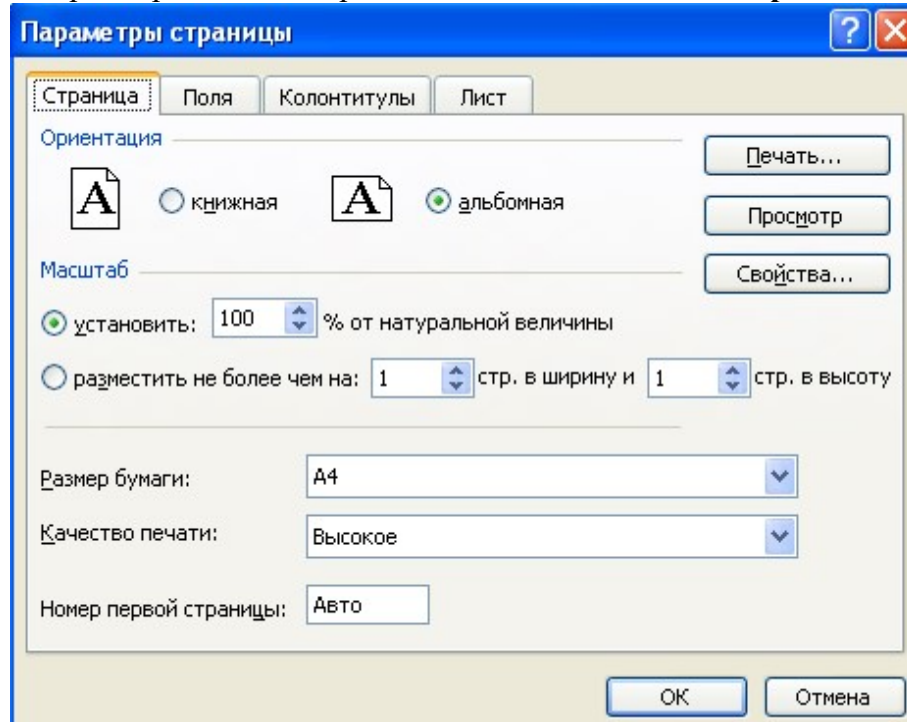 Параметры страницы
Страница Поля Колонтитулы Лист
Ориентация
A книжная A альбомная
Печать...
Просмотр
Масштаб
Свойства...
установить: 100 % от натуральной величины
разместить не более чем на: 1 стр. в ширину и 1 стр. в высоту
Размер бумаги: A4
Качество печати: Высокое
Номер первой страницы: Авто
ОК Отмена